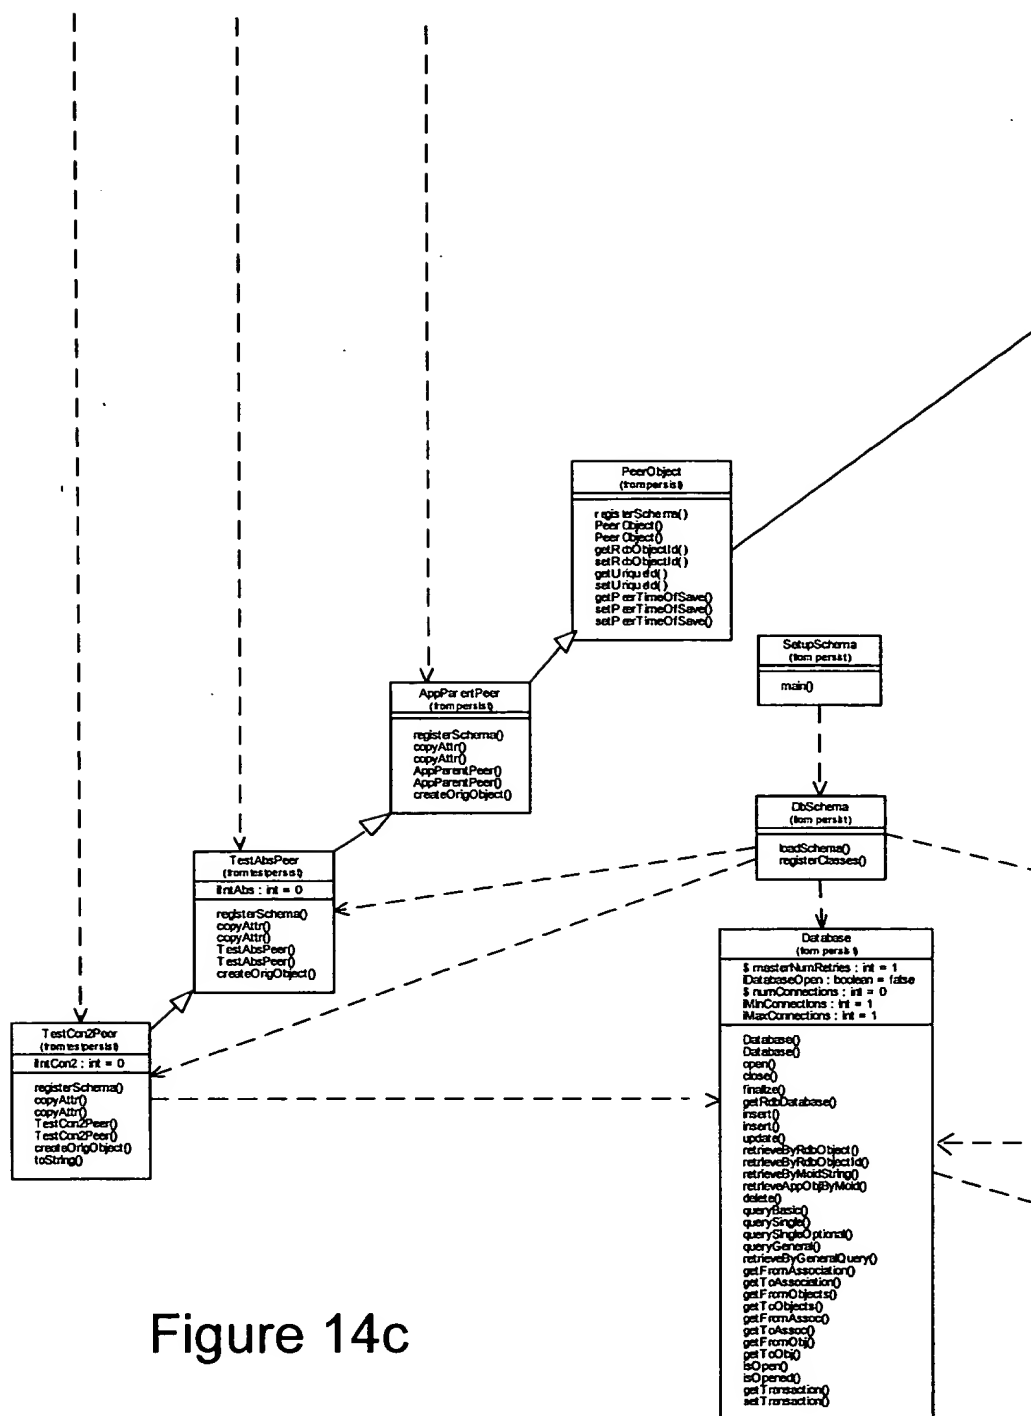 PeerObject
(from persist)
registerSchema()
PeerObject()
PeerObject()
getRdbObjectId()
setRdbObjectId()
getUniqueId()
setUniqueId()
getPeerTimeOfSave()
setPeerTimeOfSave()
setPeerTimeOfSave()
SetupSchema
(from persist)
main()
AppParentPeer
(from persist)
registerSchema()
copyAttr()
copyAttr()
AppParentPeer()
AppParentPeer()
createOrigObject()
DbSchema
(from persist)
loadSchema()
registerClasses()
TestAbsPeer
(from testpersist)
iIntAbs : int = 0
registerSchema()
copyAttr()
copyAttr()
TestAbsPeer()
TestAbsPeer()
createOrigObject()
Database
(from persist)
$ masterNumRetries : int = 1
iDatabaseOpen : boolean = false
$ numConnections : int = 0
iMinConnections : int = 1
iMaxConnections : int = 1
Database()
Database()
open()
close()
finalize()
getRdbDatabase()
insert()
insert()
update()
retrieveByRdbObject()
retrieveByRdbObjectId()
retrieveByMoidString()
retrieveAppObjByMoid()
delete()
queryBasic()
querySingle()
querySingleOptional()
queryGeneral()
retrieveByGeneralQuery()
getFromAssociation()
getToAssociation()
getFromObjects()
getToObjects()
getFromAssoc()
getToAssoc()
getFromObj()
getToObj()
isOpen()
isOpened()
getTransaction()
setTransaction()
TestCon2Peer
(from testpersist)
iIntCon2 : int = 0
registerSchema()
copyAttr()
copyAttr()
TestCon2Peer()
TestCon2Peer()
createOrigObject()
toString()
Figure 14c